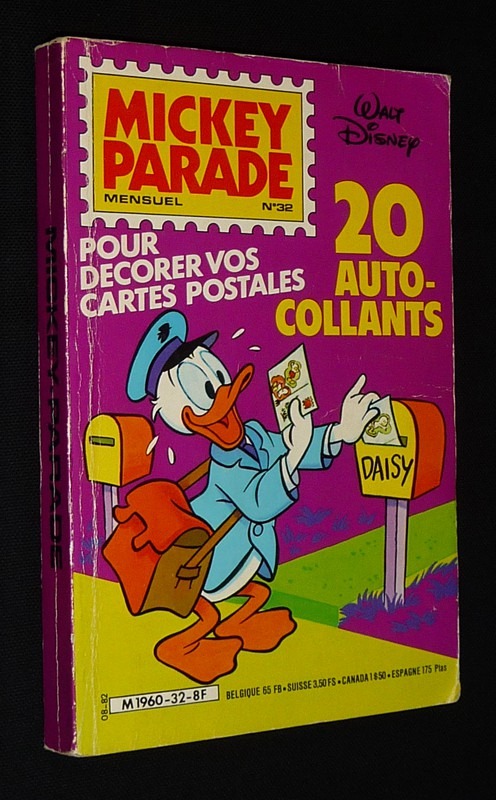 MICKEY
PARADE
MENSUEL N°32
WALT
DISNEY
20
AUTO-
COLLANTS
POUR
DECORER VOS
CARTES POSTALES
DAISY
08-82
M1960-32-8F
BELGIQUE 65 FB • SUISSE 3,50 FS • CANADA 1$50 • ESPAGNE 175 Ptas
MICKEY PARADE